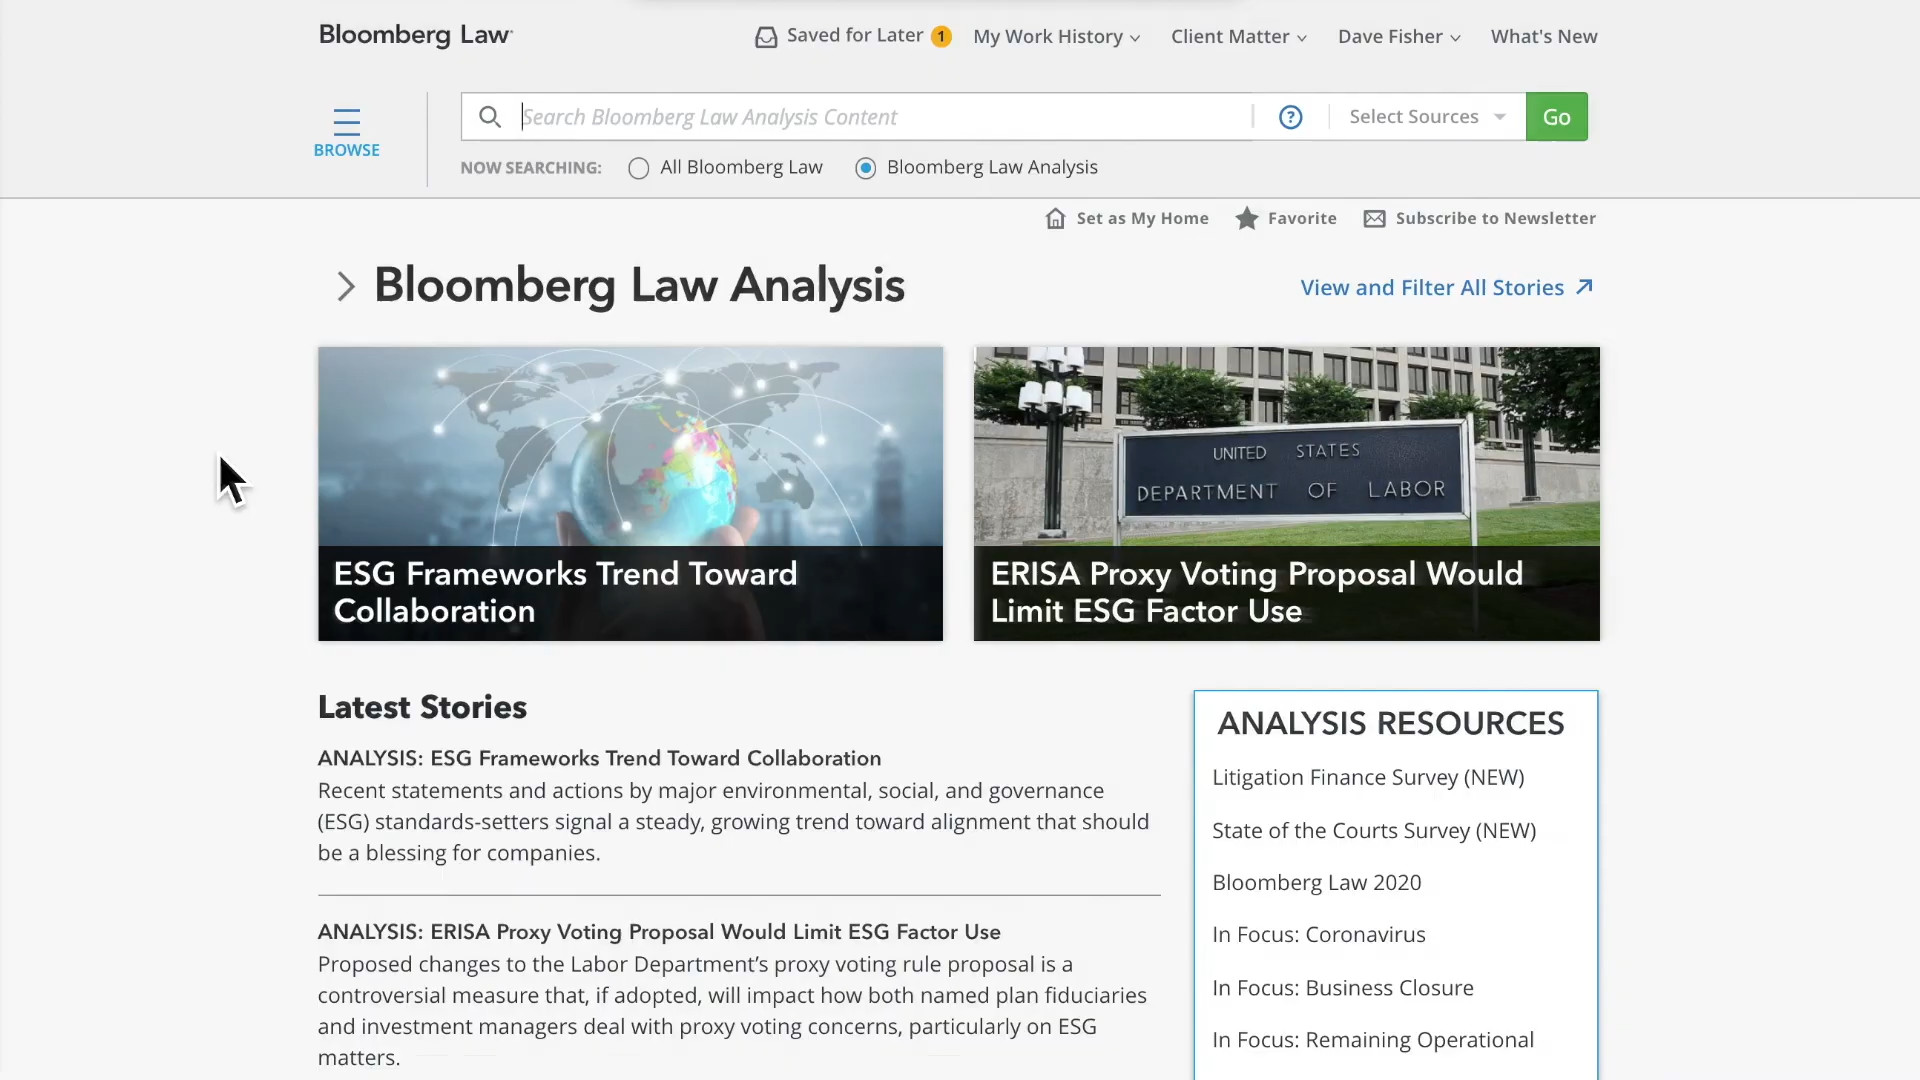 Bloomberg Law
Saved for Later 1 My Work History Client Matter Dave Fisher What's New
BROWSE
Search Bloomberg Law Analysis Content ? Select Sources Go
NOW SEARCHING: All Bloomberg Law Bloomberg Law Analysis
Set as My Home Favorite Subscribe to Newsletter
Bloomberg Law Analysis
View and Filter All Stories
UNITED STATES
DEPARTMENT OF LABOR
ESG Frameworks Trend Toward
Collaboration
ERISA Proxy Voting Proposal Would
Limit ESG Factor Use
Latest Stories
ANALYSIS: ESG Frameworks Trend Toward Collaboration
Recent statements and actions by major environmental, social, and governance
(ESG) standards-setters signal a steady, growing trend toward alignment that should
be a blessing for companies.
ANALYSIS: ERISA Proxy Voting Proposal Would Limit ESG Factor Use
Proposed changes to the Labor Department’s proxy voting rule proposal is a
controversial measure that, if adopted, will impact how both named plan fiduciaries
and investment managers deal with proxy voting concerns, particularly on ESG
matters.
ANALYSIS RESOURCES
Litigation Finance Survey (NEW)
State of the Courts Survey (NEW)
Bloomberg Law 2020
In Focus: Coronavirus
In Focus: Business Closure
In Focus: Remaining Operational